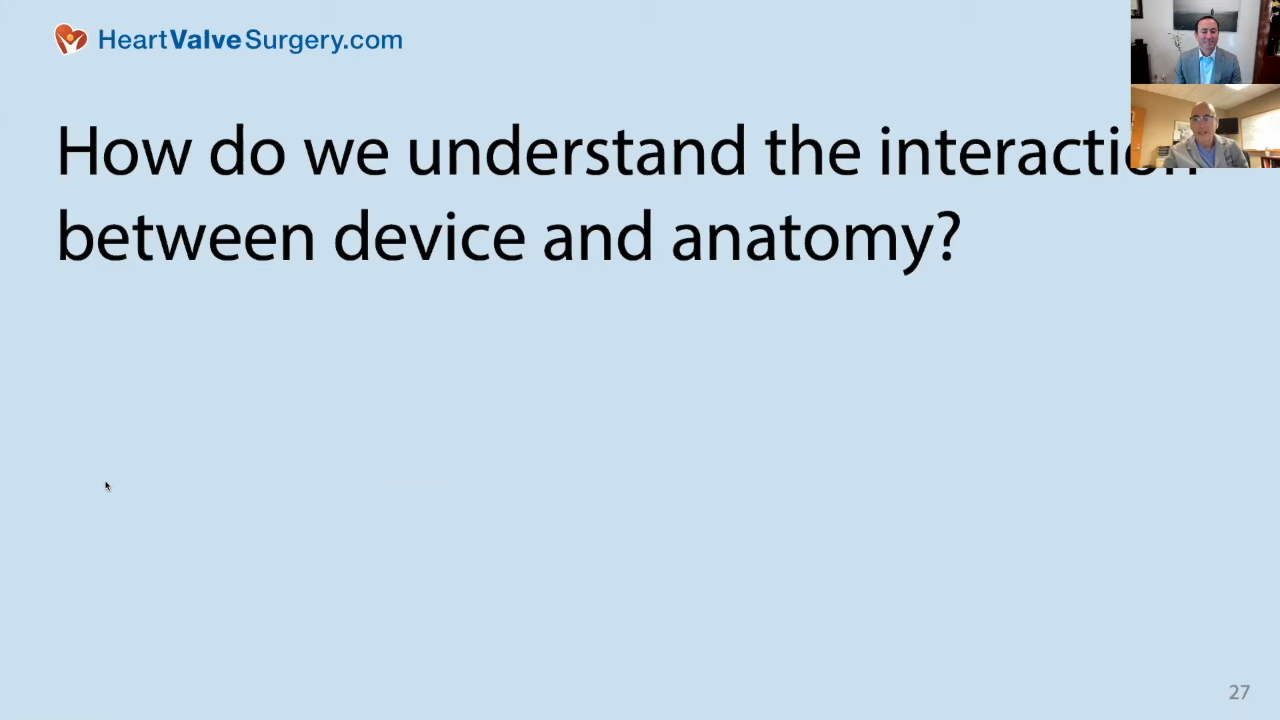 HeartValveSurgery.com
How do we understand the interaction
between device and anatomy?
27